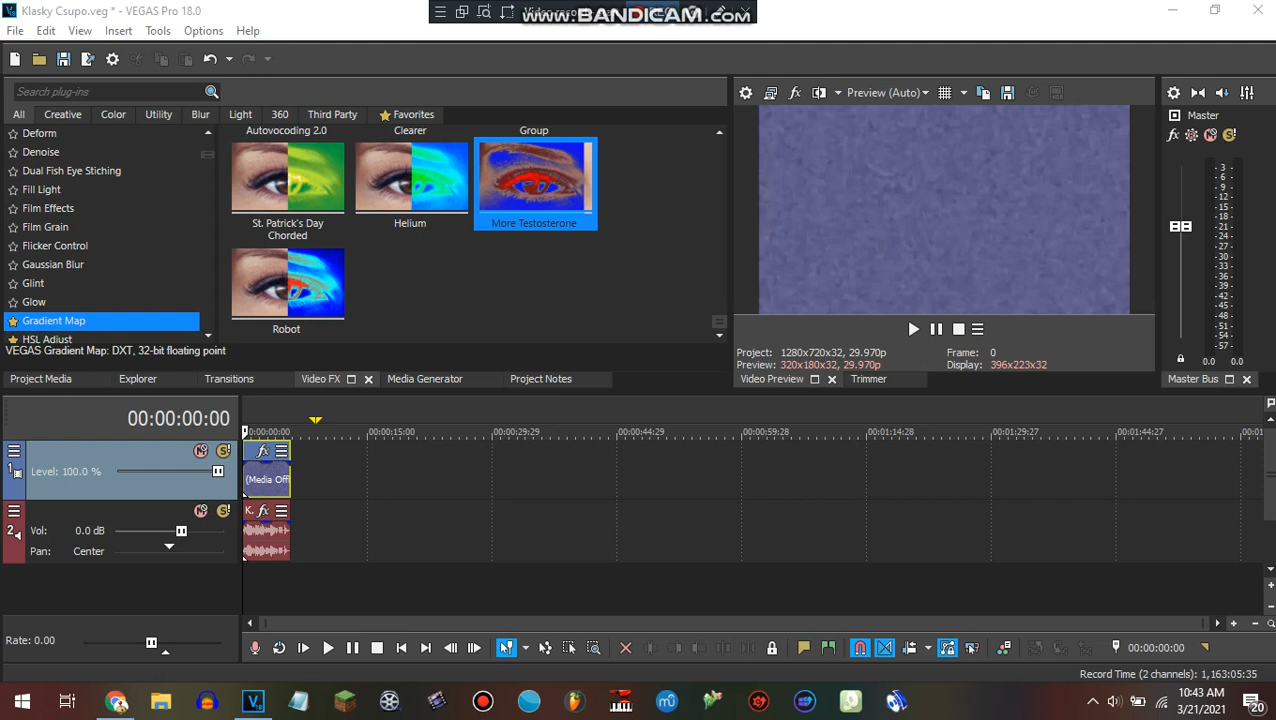 Klasky Csupo.veg * - VEGAS Pro 18.0
www.BANDICAM.com
File Edit View Insert Tools Options Help
Search plug-ins
All Creative Color Utility Blur Light 360 Third Party Favorites
Preview (Auto)
Master
Deform
Denoise
Dual Fish Eye Stiching
Fill Light
Film Effects
Film Grain
Flicker Control
Gaussian Blur
Glint
Glow
Gradient Map
HSL Adjust
Autovocoding 2.0
Clearer
Group
St. Patrick's Day Chorded
Helium
More Testosterone
Robot
VEGAS Gradient Map: DXT, 32-bit floating point
Project: 1280x720x32, 29.970p
Preview: 320x180x32, 29.970p
Frame: 0
Display: 396x223x32
-3
-6
-9
-12
-15
-18
-21
-24
-27
-30
-33
-36
-39
-42
-45
-48
-51
-54
-57
0.0 0.0
Project Media Explorer Transitions Video FX Media Generator Project Notes
Video Preview Trimmer
Master Bus
00:00:00:00
0:00:00:00 00:00:15:00 00:00:29:29 00:00:44:29 00:00:59:28 00:01:14:28 00:01:29:27 00:01:44:27
1
Level: 100.0 %
(Media Offl
2
Vol: 0.0 dB
K.
Pan: Center
Rate: 0.00
00:00:00:00
Record Time (2 channels): 1,163:05:35
10:43 AM
3/21/2021
20